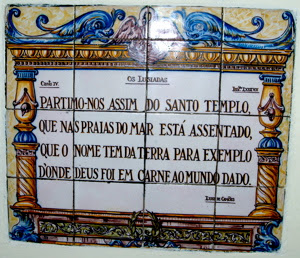 OS LUSIADAS
Canto IV
PARTIMO-NOS ASSIM DO SANTO TEMPLO,
QUE NAS PRAIAS DO MAR ESTÁ ASSENTADO,
QUE O NOME TEM DA TERRA PARA EXEMPLO
D'ONDE DEUS FOI EM CARNE AO MUNDO DADO.